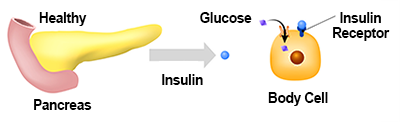 Healthy
Pancreas
Insulin
Glucose
Insulin
Receptor
Body Cell